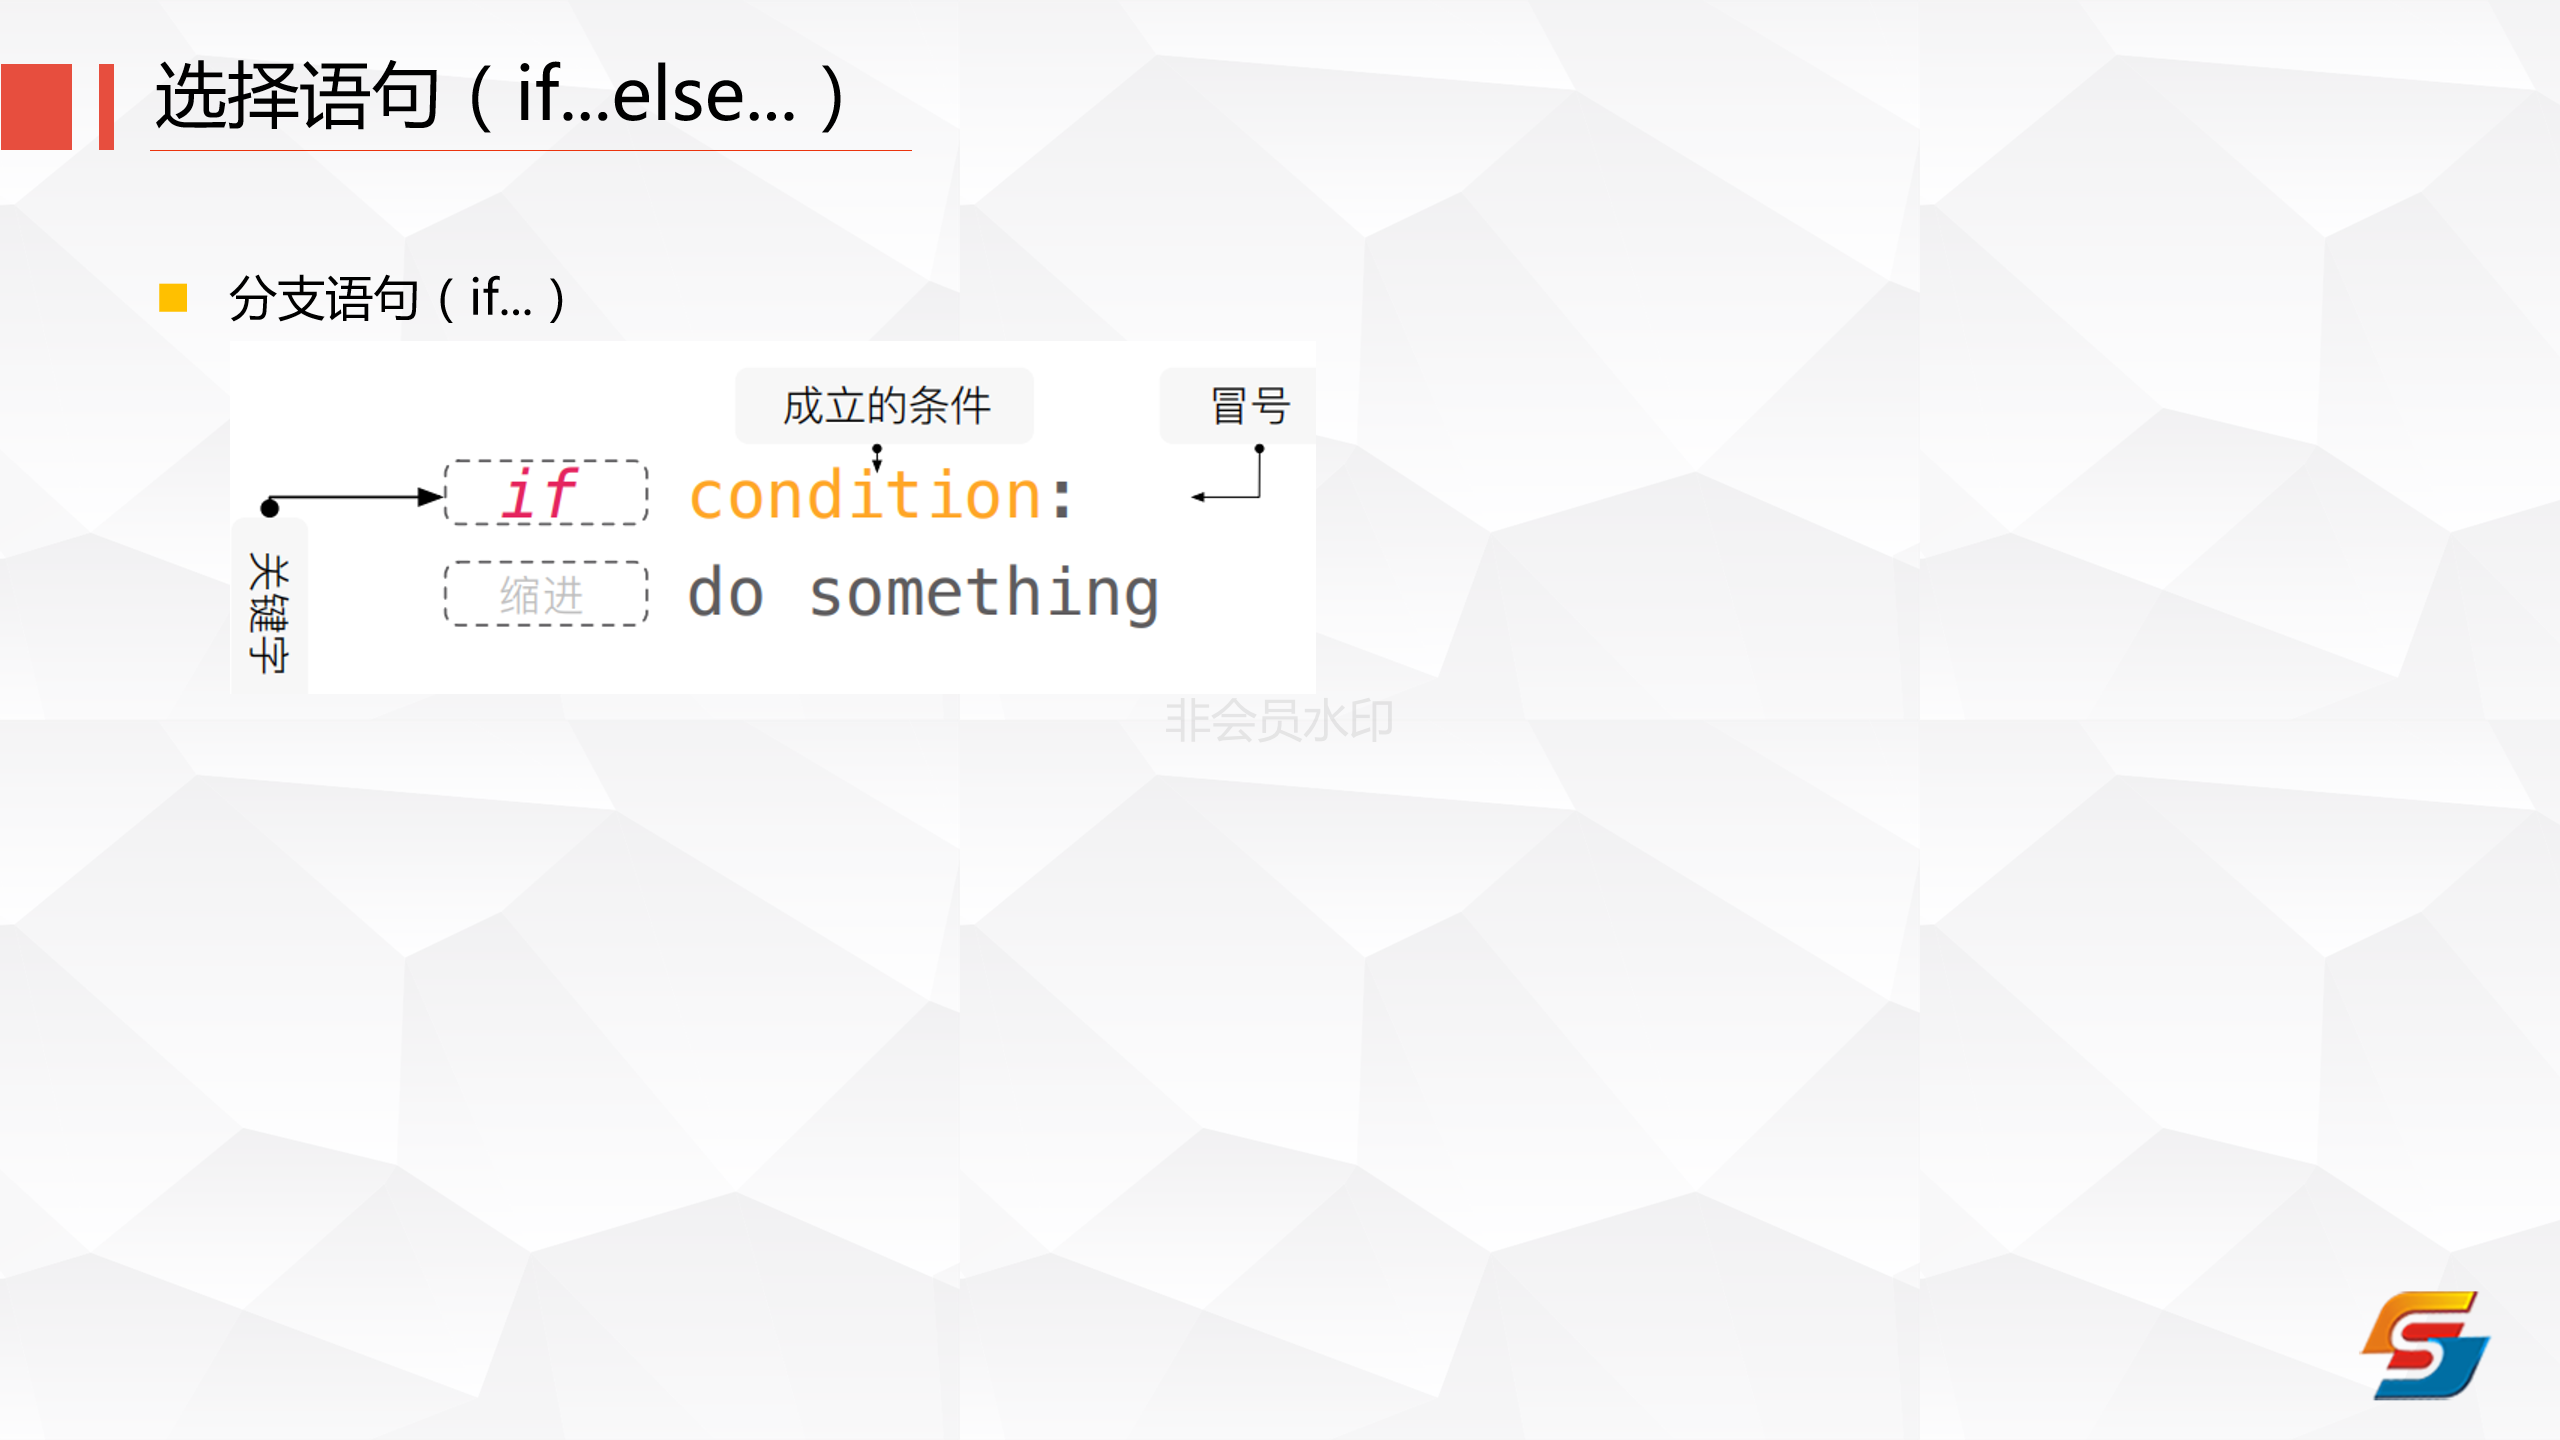 选择语句（if...else...）
分支语句（if...）
成立的条件
冒号
if condition:
关键字
缩进 do something
非会员水印